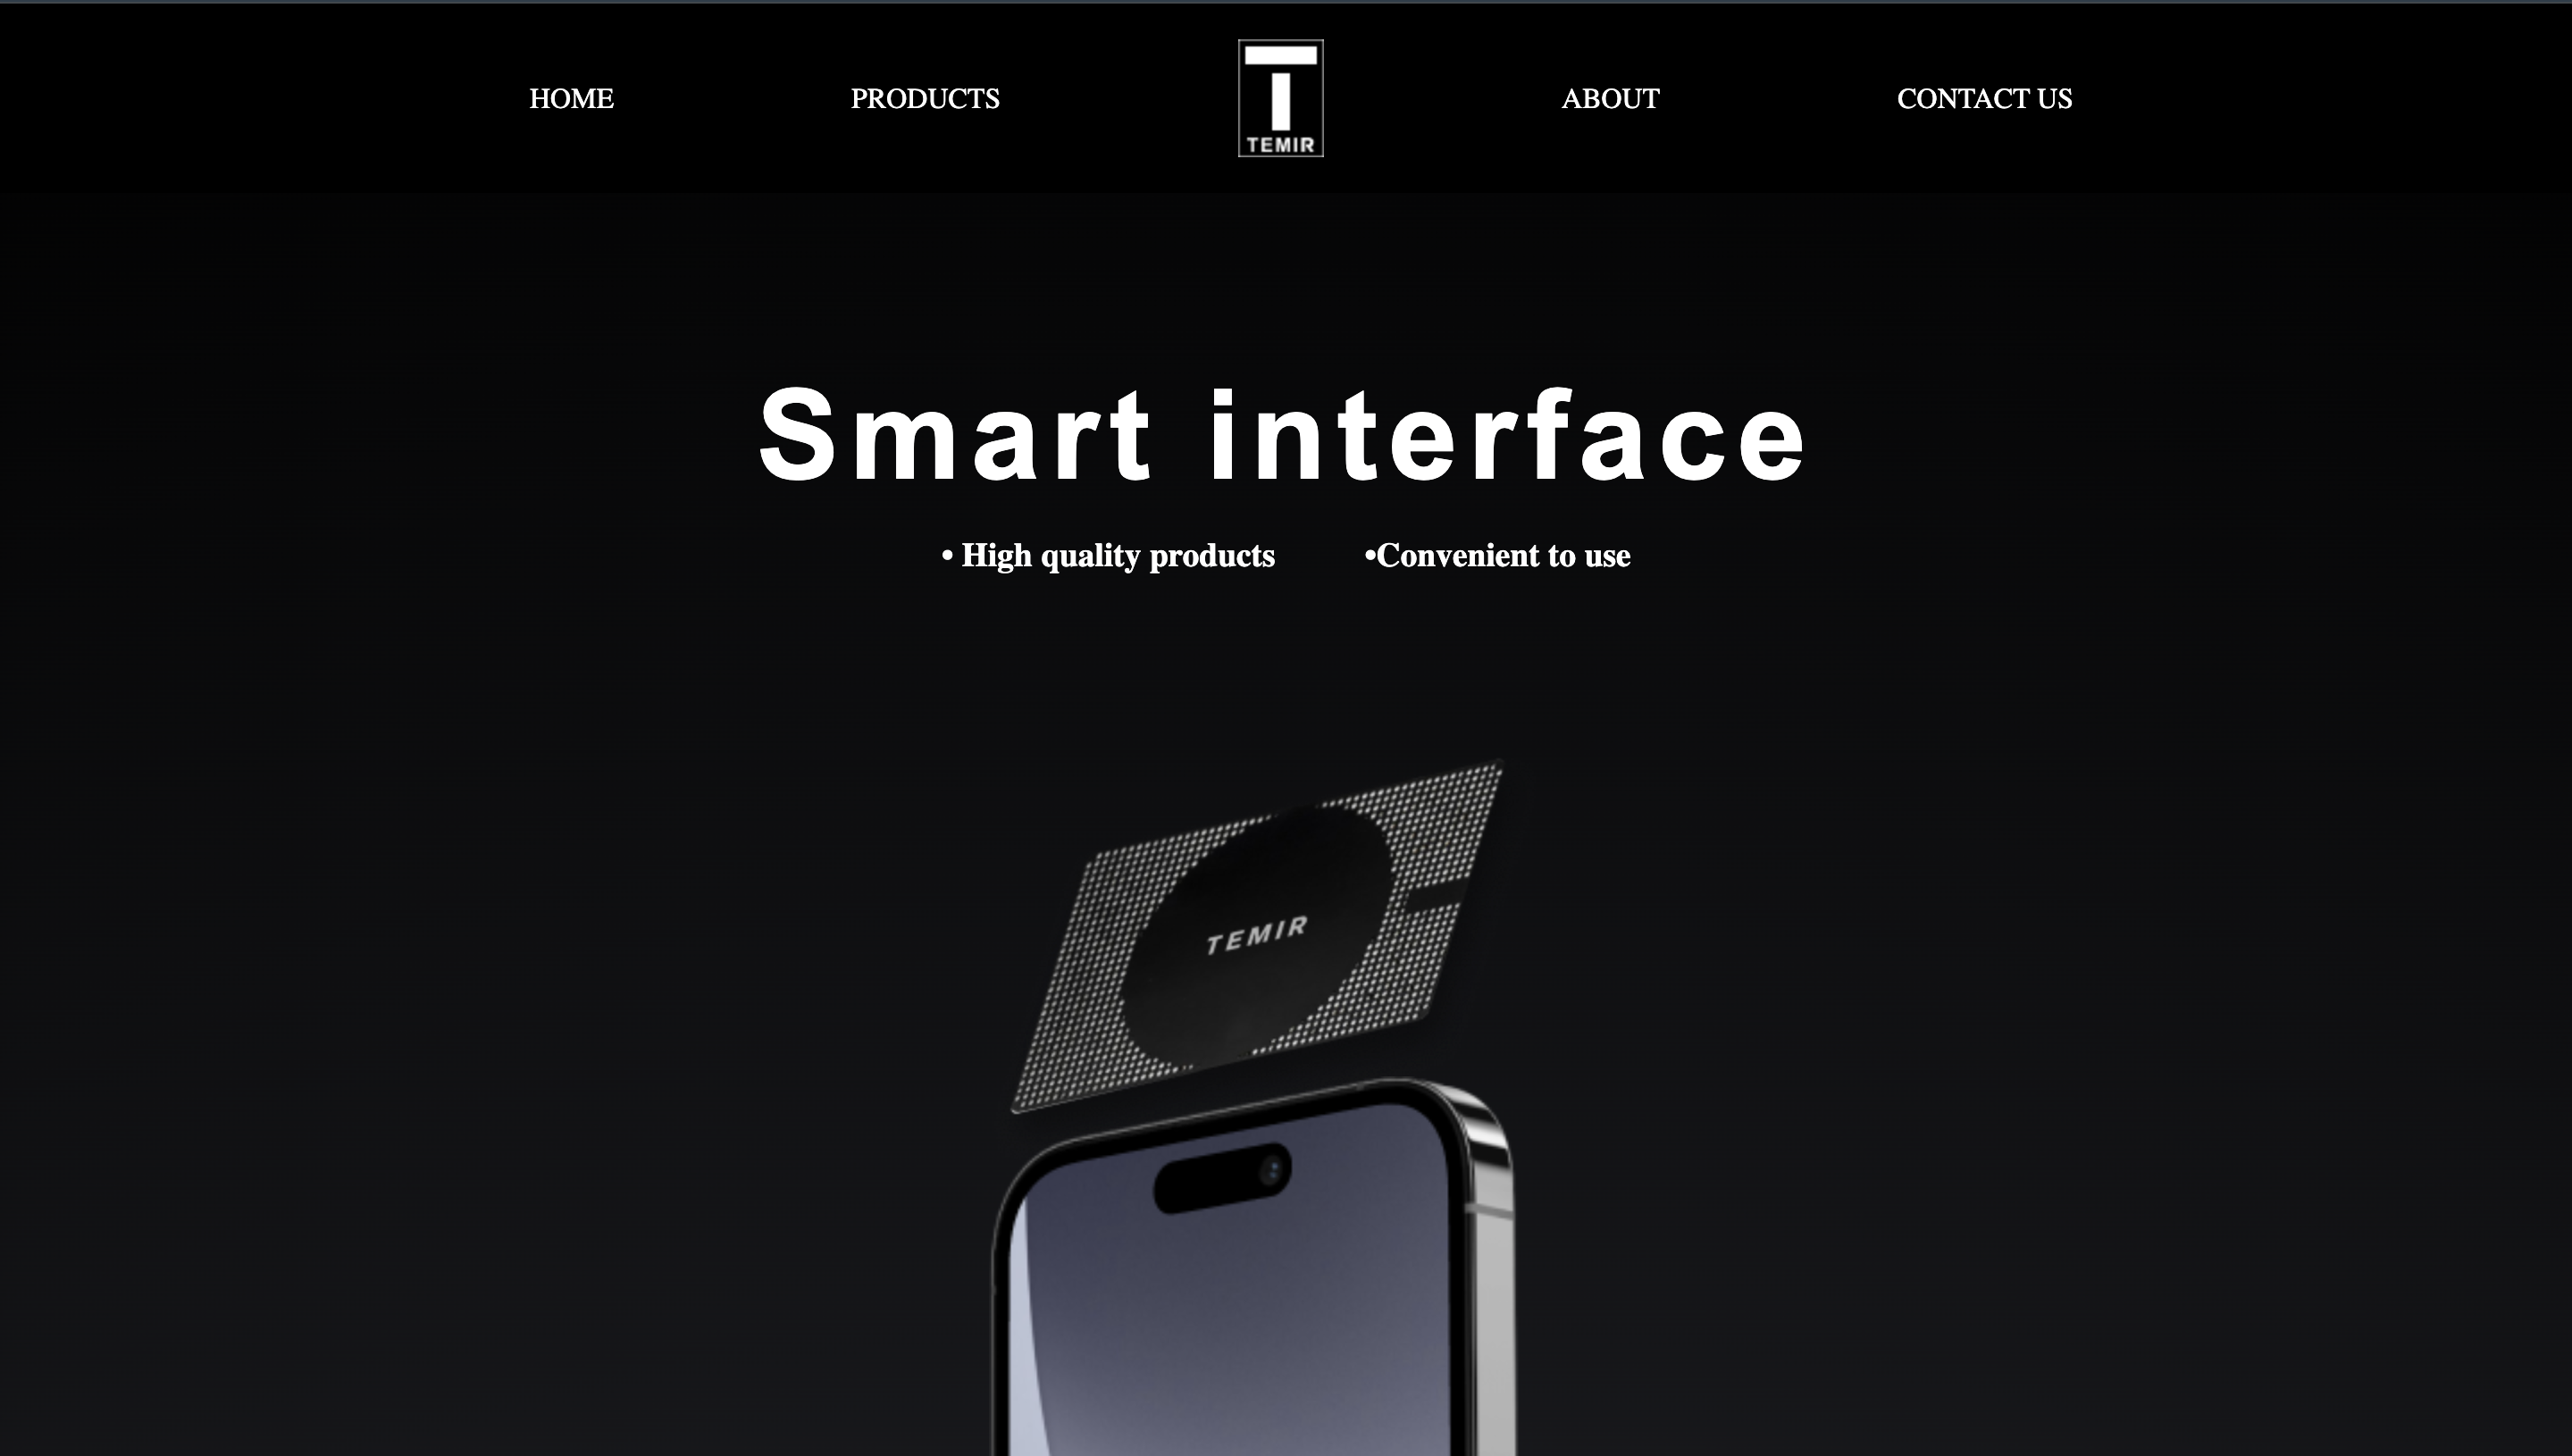 HOME PRODUCTS T ABOUT CONTACT US
TEMIR
Smart interface
• High quality products •Convenient to use
TEMIR